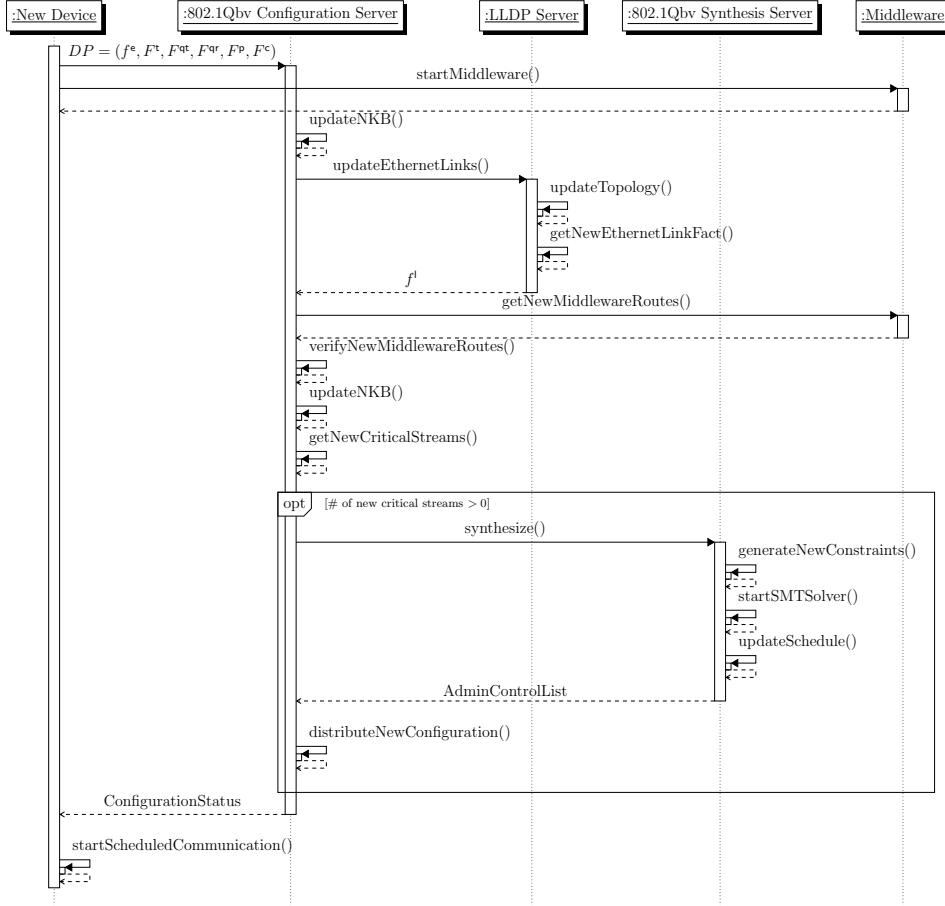 :New Device :802.1Qbv Configuration Server :LLDP Server :802.1Qbv Synthesis Server :Middleware
DP = (fᵉ, Fᵗ, F^qt, F^qr, Fᵖ, Fᶜ)
startMiddleware()
updateNKB()
updateEthernetLinks()
updateTopology()
getNewEthernetLinkFact()
fˡ
getNewMiddlewareRoutes()
verifyNewMiddlewareRoutes()
updateNKB()
getNewCriticalStreams()
opt [# of new critical streams > 0]
synthesize()
generateNewConstraints()
startSMTSolver()
updateSchedule()
AdminControlList
distributeNewConfiguration()
ConfigurationStatus
startScheduledCommunication()